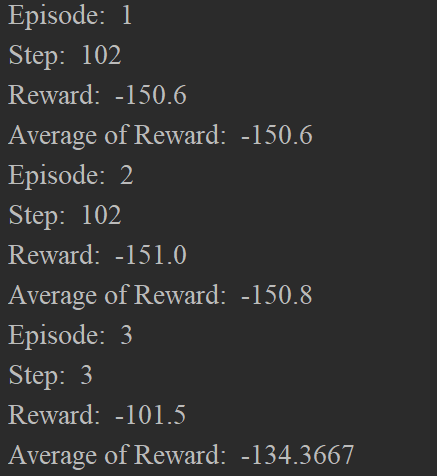 Episode: 1
Step: 102
Reward: -150.6
Average of Reward: -150.6
Episode: 2
Step: 102
Reward: -151.0
Average of Reward: -150.8
Episode: 3
Step: 3
Reward: -101.5
Average of Reward: -134.3667